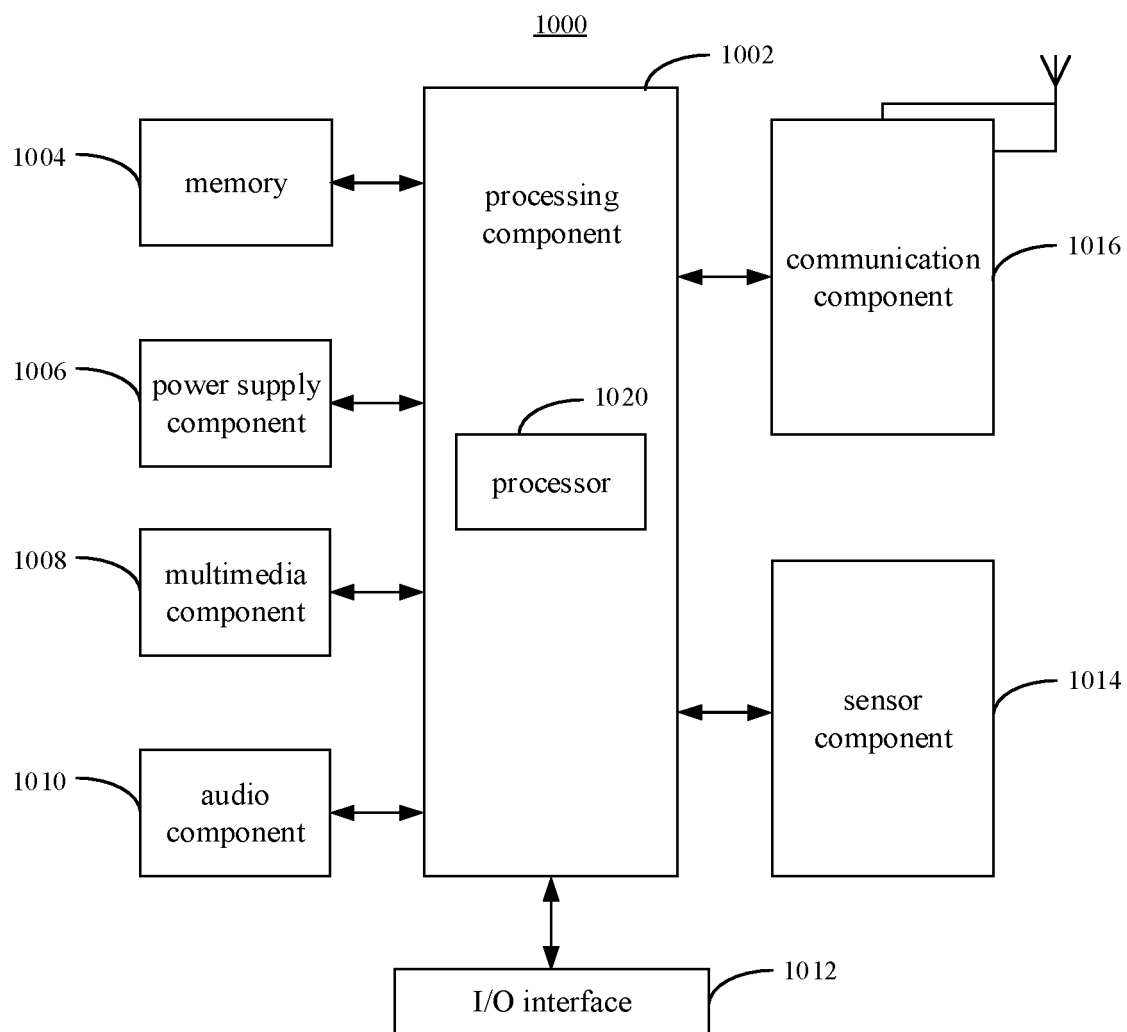 1000
1002
1004
memory
processing
component
communication
component
1016
1006
power supply
component
1020
processor
1008
multimedia
component
sensor
component
1014
1010
audio
component
I/O interface
1012